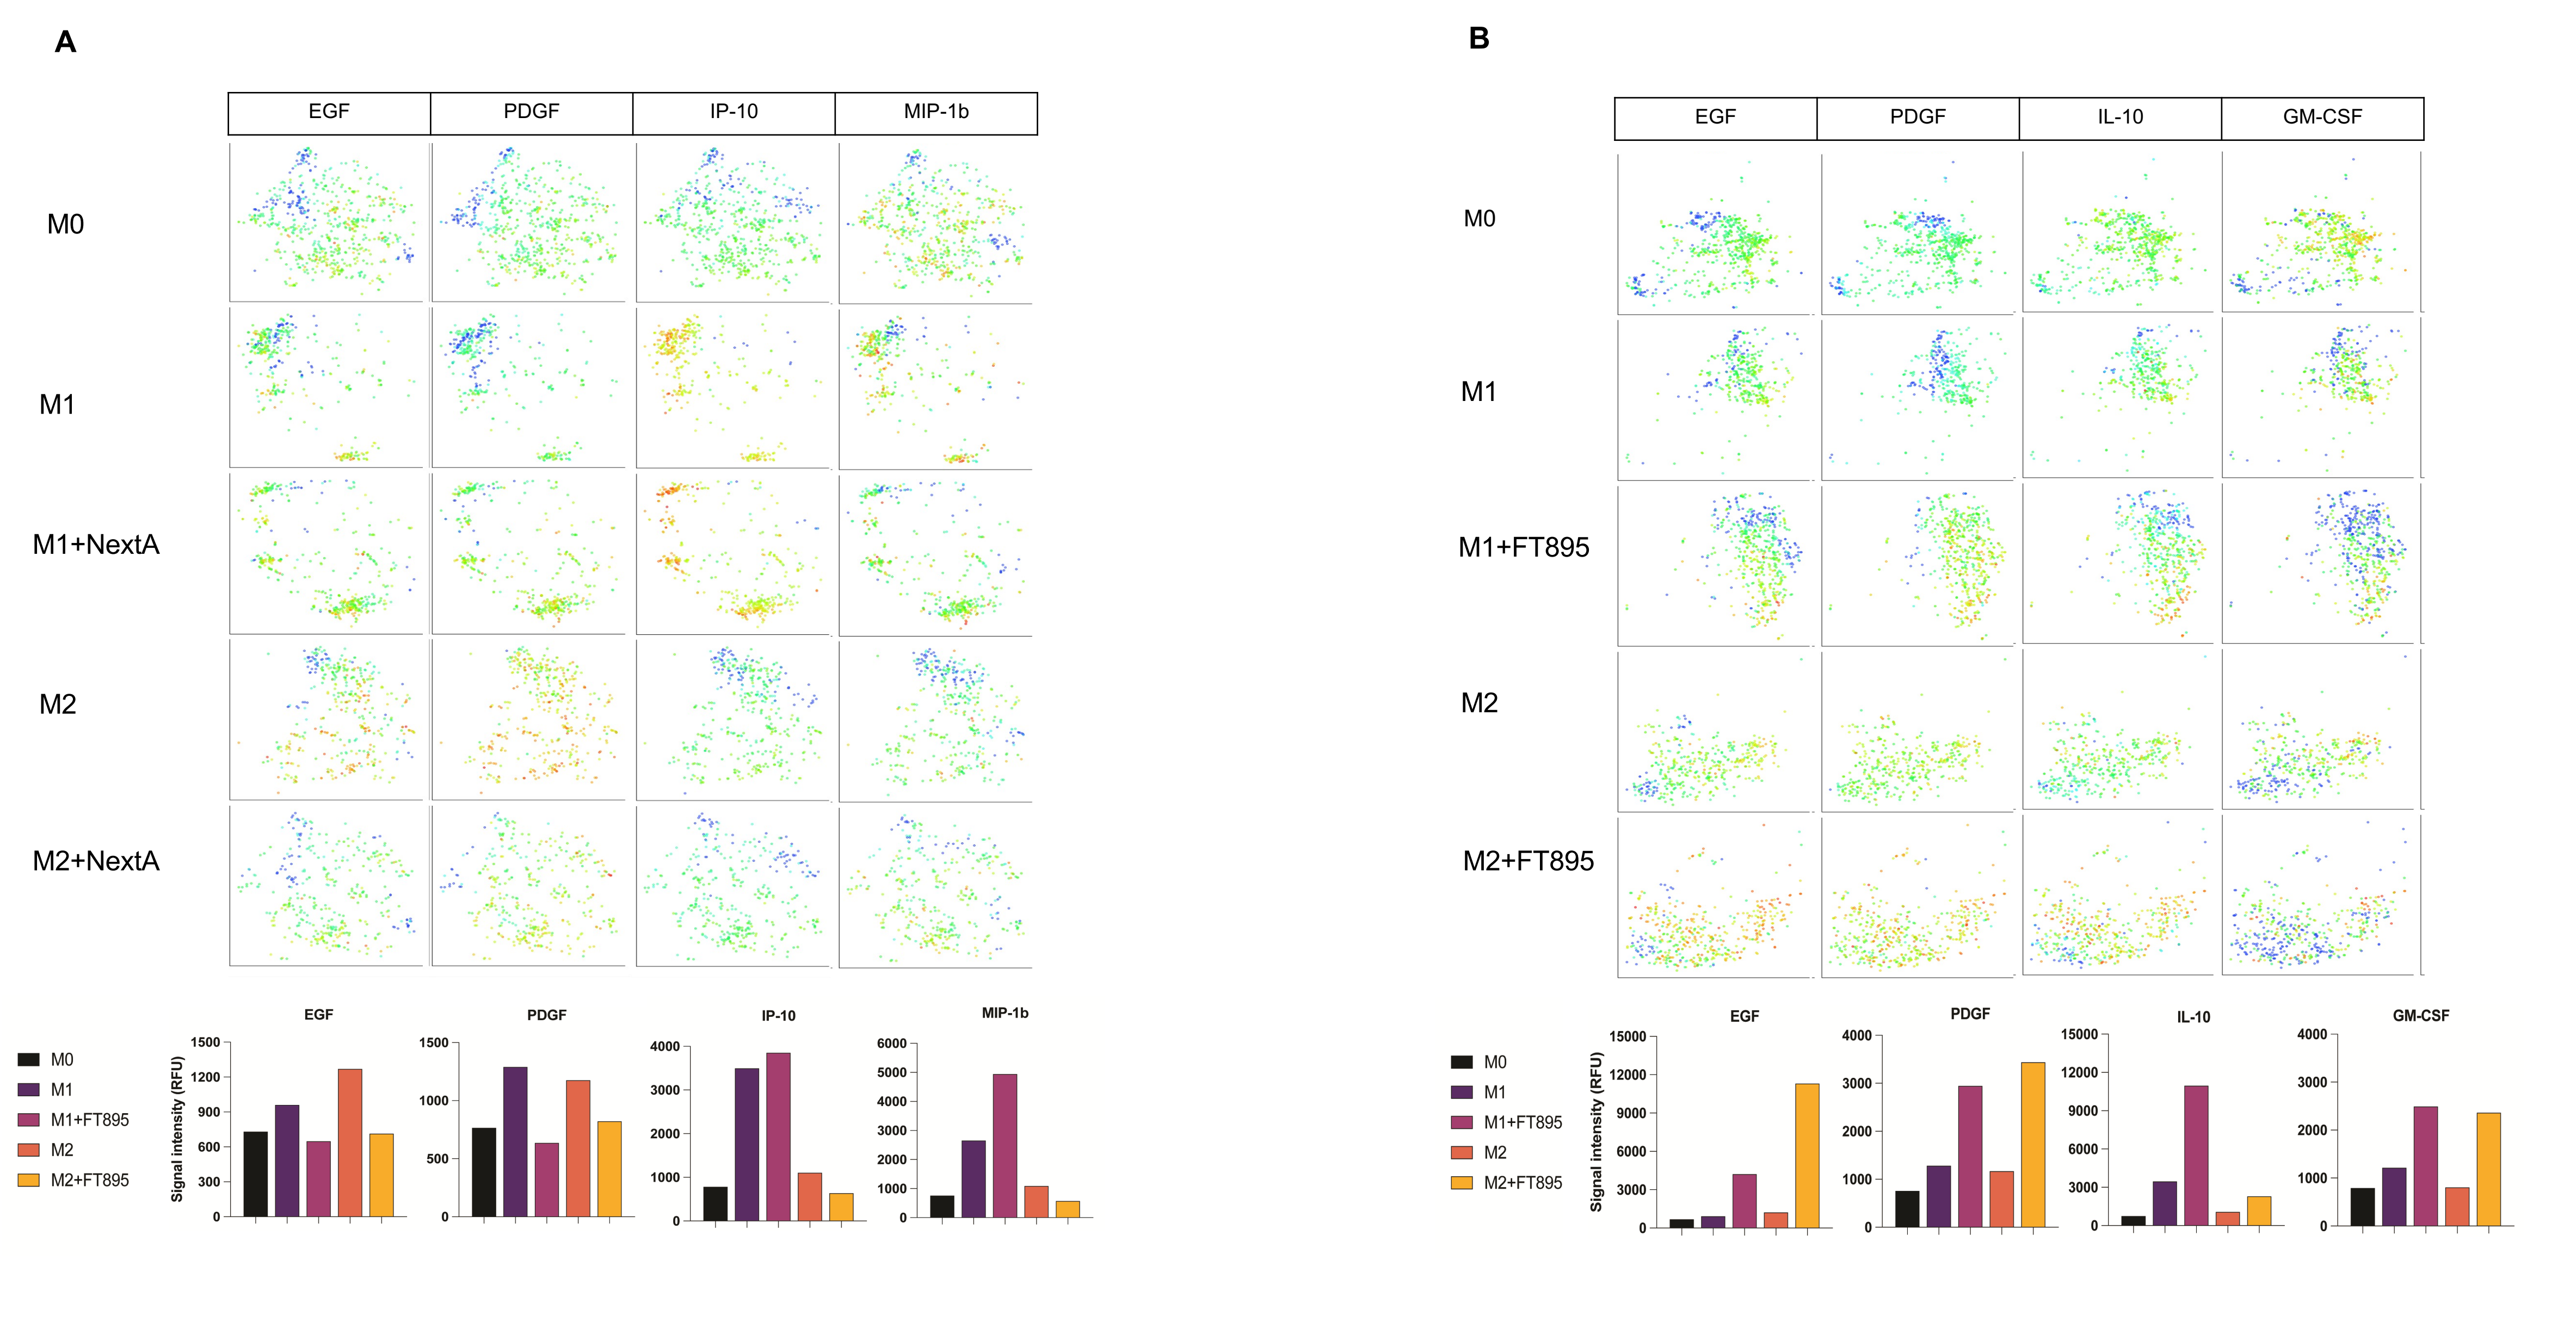 A
EGF PDGF IP-10 MIP-1b
M0
M1
M1+NextA
M2
M2+NextA
EGF
PDGF
IP-10
MIP-1b
M0
M1
M1+FT895
M2
M2+FT895
Signal intensity (RFU)
1500
1200
900
600
300
0
1500
1000
500
0
4000
3000
2000
1000
0
6000
5000
4000
3000
2000
1000
0
B
EGF PDGF IL-10 GM-CSF
M0
M1
M1+FT895
M2
M2+FT895
EGF
PDGF
IL-10
GM-CSF
M0
M1
M1+FT895
M2
M2+FT895
Signal intensity (RFU)
15000
12000
9000
6000
3000
0
4000
3000
2000
1000
0
15000
12000
9000
6000
3000
0
4000
3000
2000
1000
0